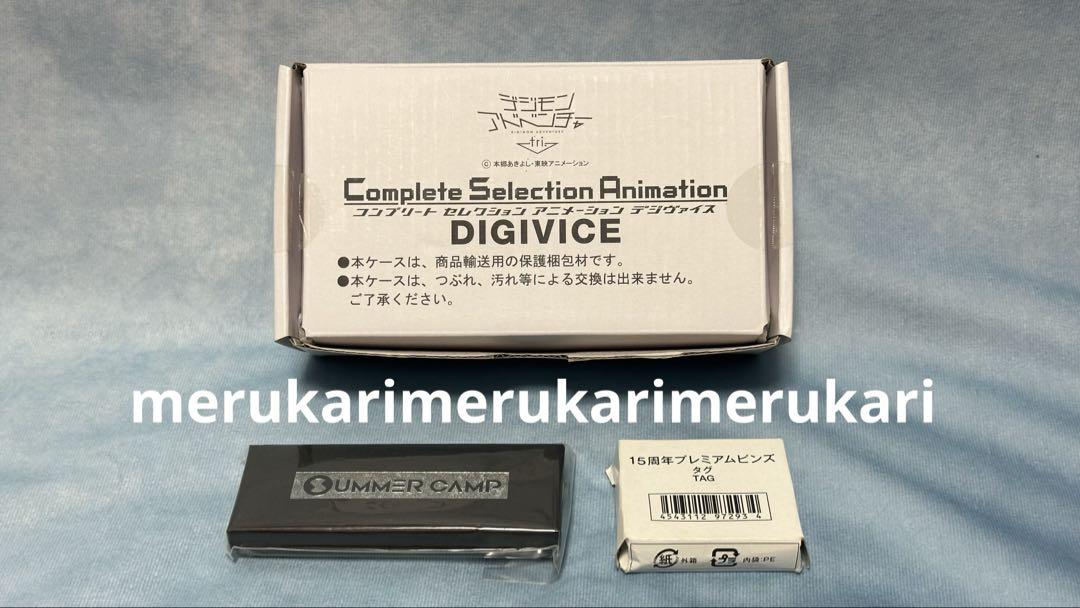 デジモン
アドベンチャー
DIGIMON ADVENTURE
tri.
© 本郷あきよし・東映アニメーション
Complete Selection Animation
コンプリート セレクション アニメーション デジヴァイス
DIGIVICE
●本ケースは、商品輸送用の保護梱包材です。
●本ケースは、つぶれ、汚れ等による交換は出来ません。
ご了承ください。
merukarimerukarimerukari
SUMMER CAMP
15周年プレミアムピンズ
タグ
TAG
4543112 97293 4
紙 外箱 プラ 内袋:PE